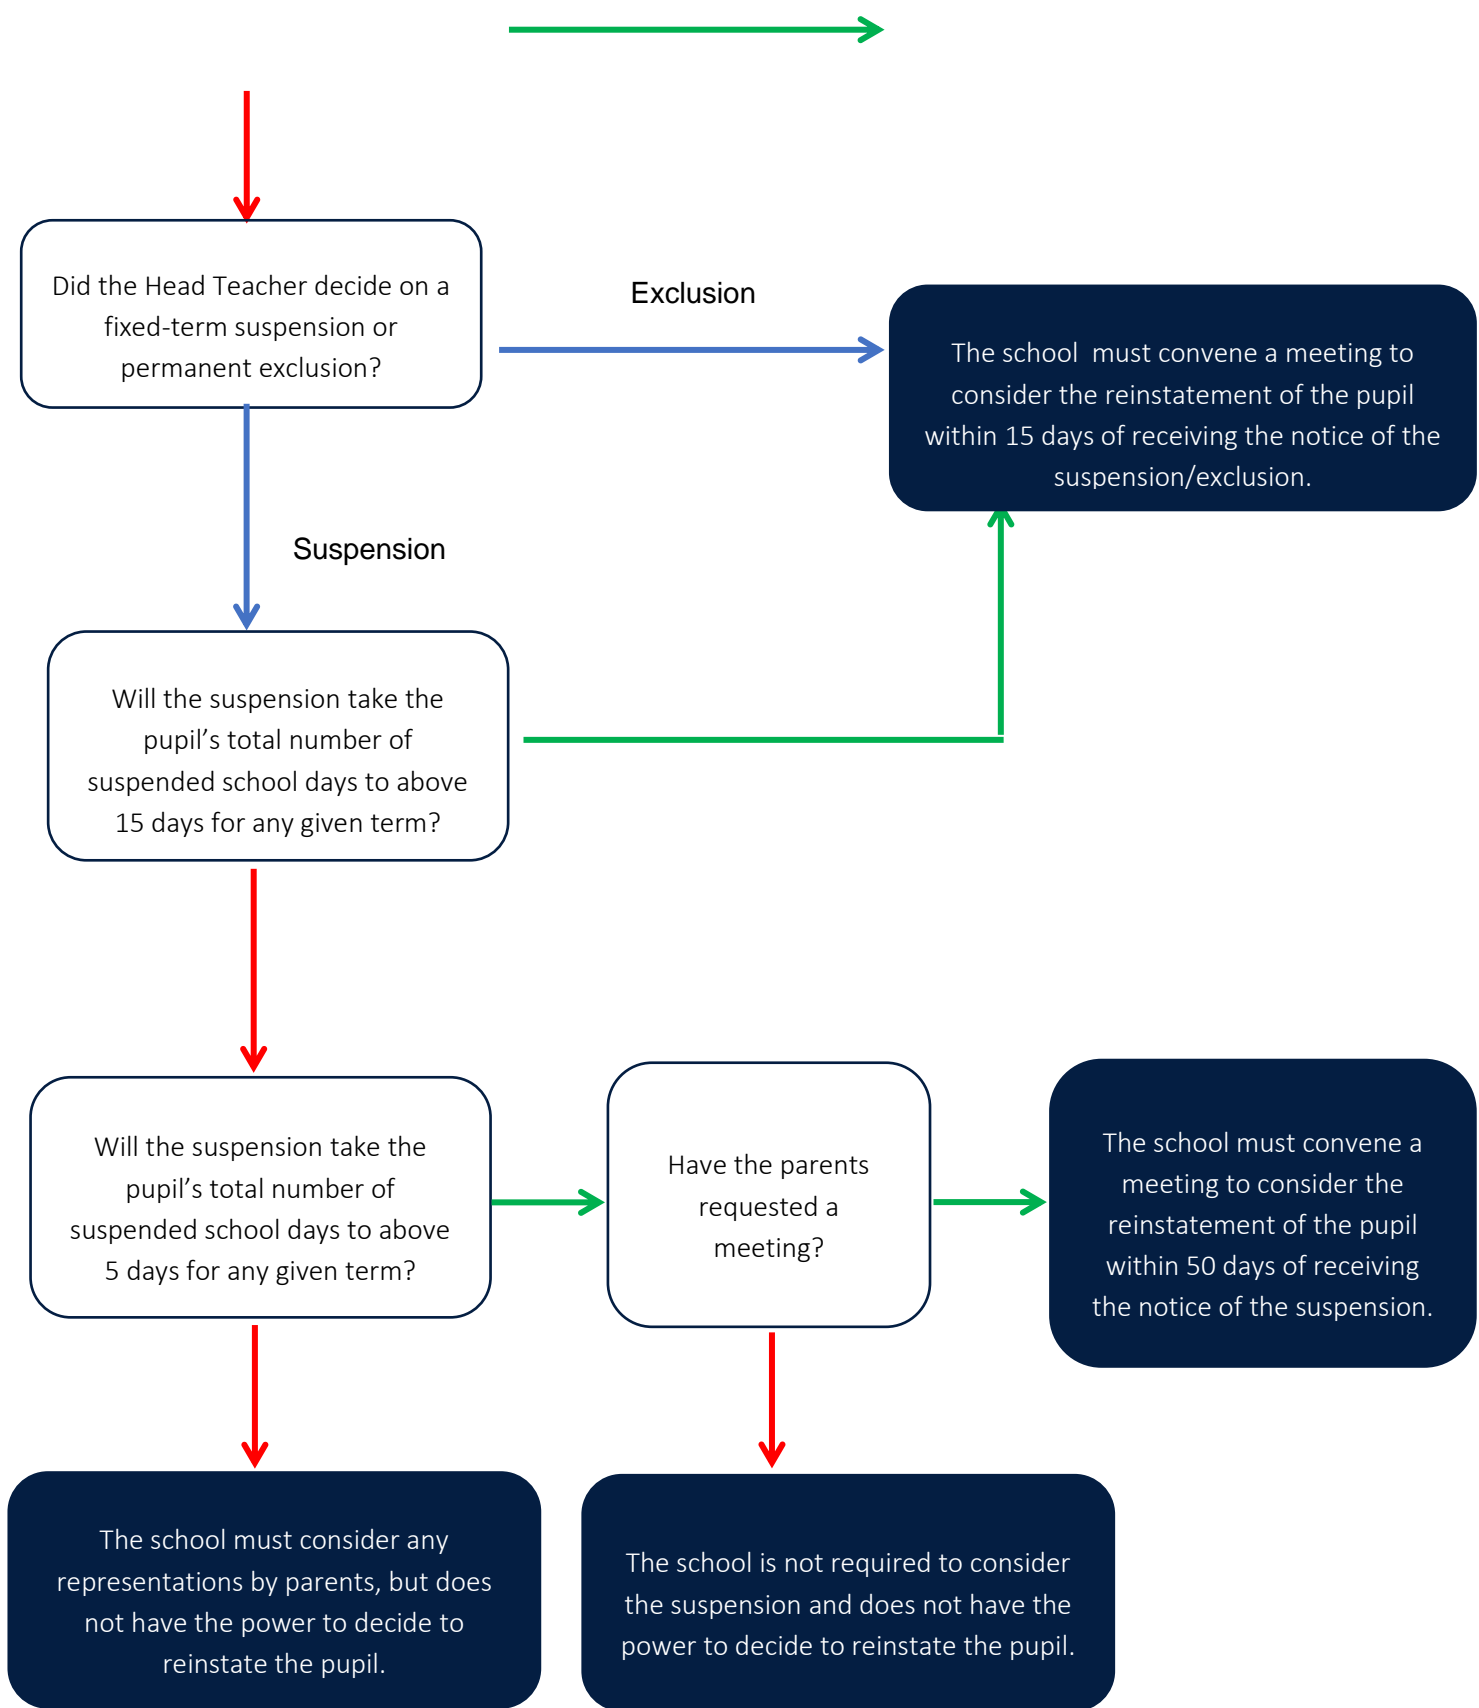 Did the Head Teacher decide on a
fixed-term suspension or
permanent exclusion?
Exclusion
The school  must convene a meeting to
consider the reinstatement of the pupil
within 15 days of receiving the notice of the
suspension/exclusion.
Suspension
Will the suspension take the
pupil’s total number of
suspended school days to above
15 days for any given term?
Will the suspension take the
pupil’s total number of
suspended school days to above
5 days for any given term?
Have the parents
requested a
meeting?
The school must convene a
meeting to consider the
reinstatement of the pupil
within 50 days of receiving
the notice of the suspension.
The school must consider any
representations by parents, but does
not have the power to decide to
reinstate the pupil.
The school is not required to consider
the suspension and does not have the
power to decide to reinstate the pupil.